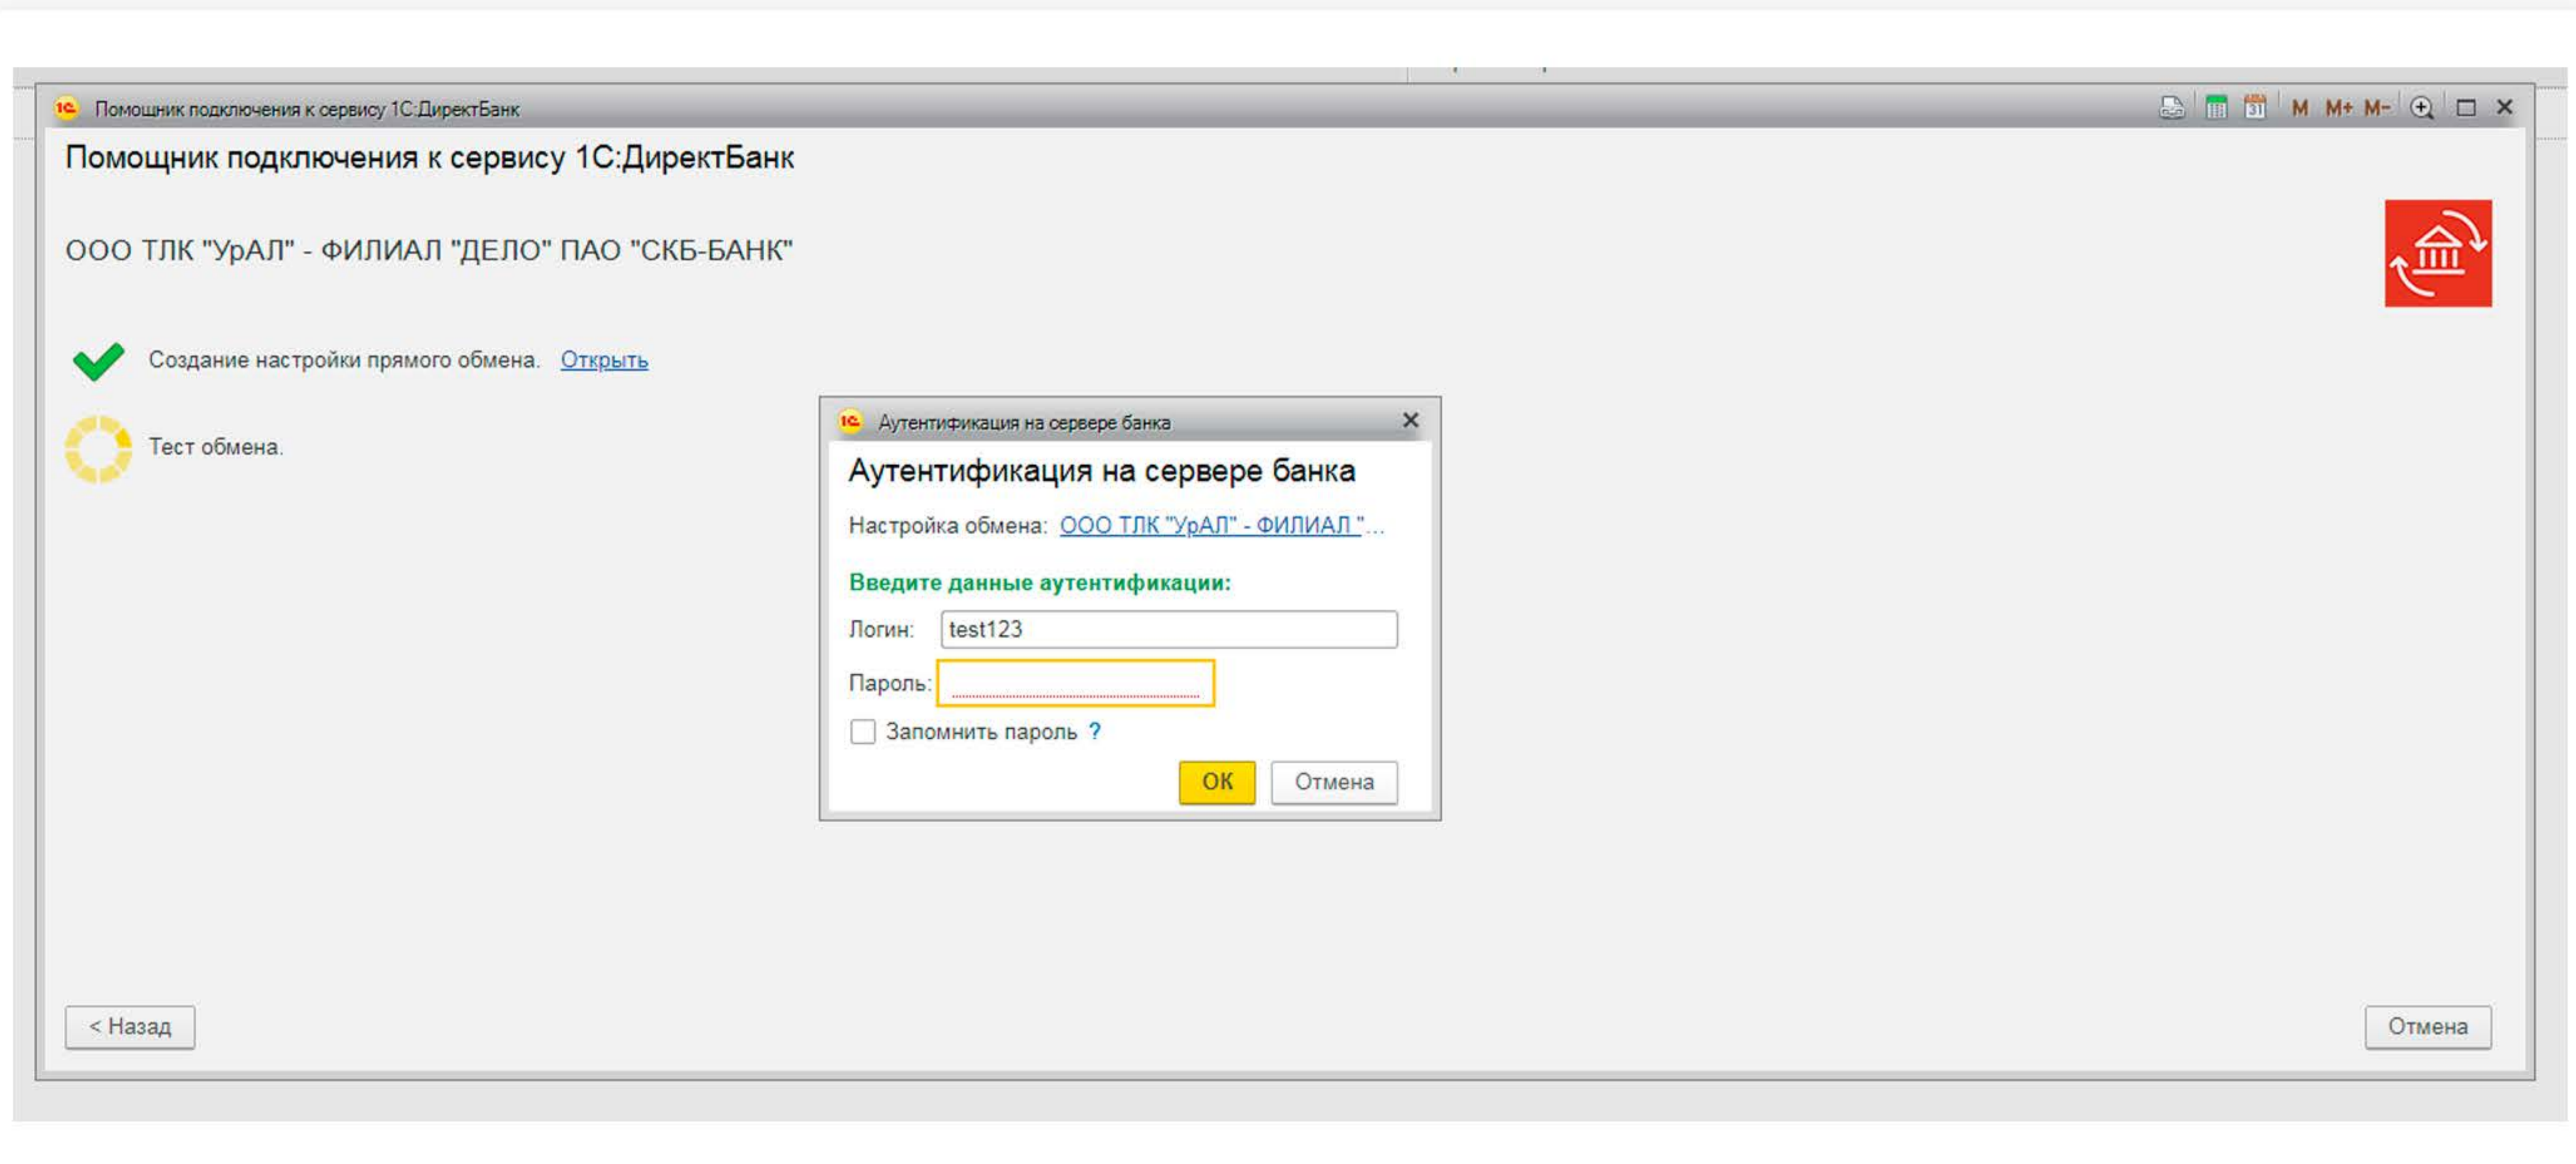 Помощник подключения к сервису 1С:ДиректБанк
31 M M+ M-
Помощник подключения к сервису 1С:ДиректБанк
ООО ТЛК "УрАЛ" - ФИЛИАЛ "ДЕЛО" ПАО "СКБ-БАНК"
Создание настройки прямого обмена. Открыть
Тест обмена.
Аутентификация на сервере банка
Аутентификация на сервере банка
Настройка обмена: ООО ТЛК "УрАЛ" - ФИЛИАЛ "...
Введите данные аутентификации:
Логин: test123
Пароль:
Запомнить пароль ?
ОК Отмена
< Назад Отмена